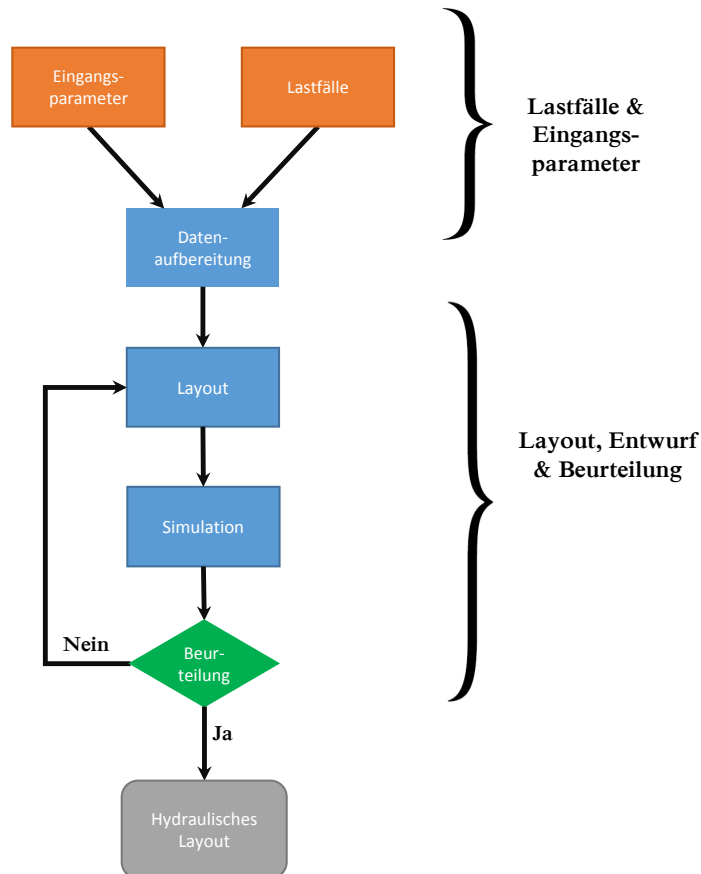 Eingangs-
parameter
Lastfälle
Lastfälle &
Eingangs-
parameter
Daten-
aufbereitung
Layout
Layout, Entwurf
& Beurteilung
Simulation
Nein
Beur-
teilung
Ja
Hydraulisches
Layout